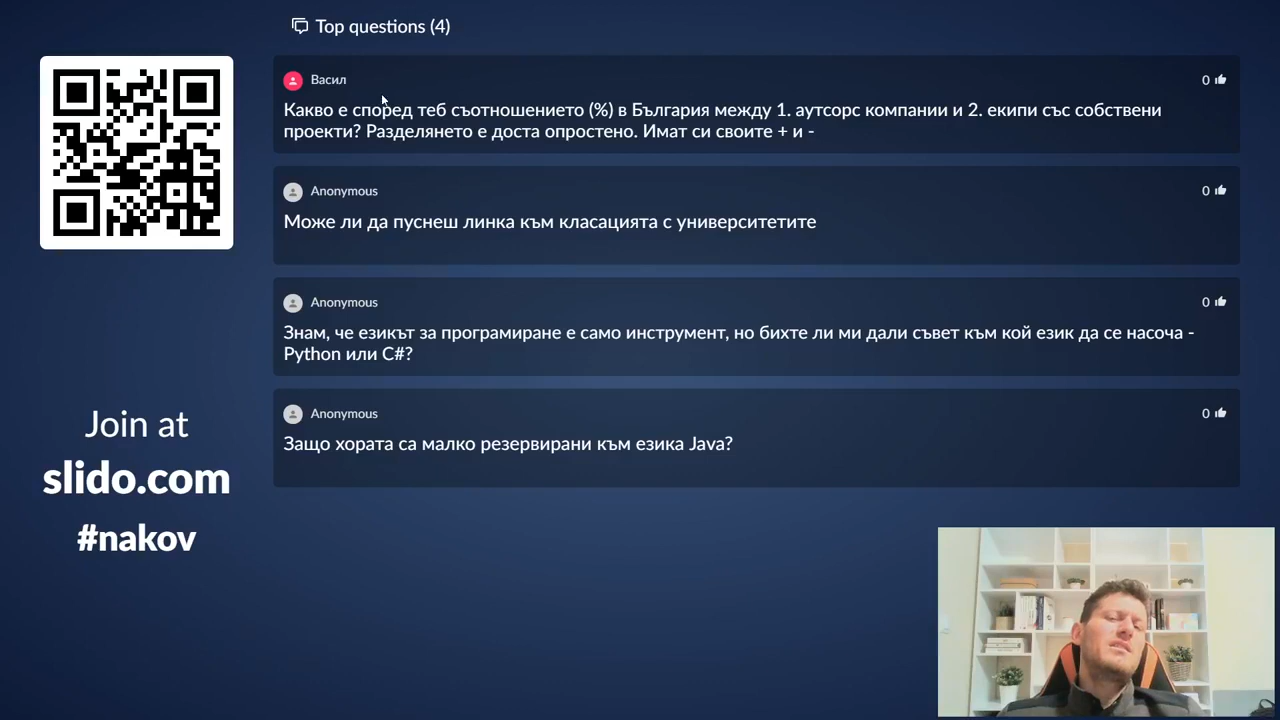 Top questions (4)
Васил
0
Какво е според теб съотношението (%) в България между 1. аутсорс компании и 2. екипи със собствени
проекти? Разделянето е доста опростено. Имат си своите + и -
Anonymous
0
Може ли да пуснеш линка към класацията с университетите
Anonymous
0
Знам, че езикът за програмиране е само инструмент, но бихте ли ми дали съвет към кой език да се насоча -
Python или C#?
Anonymous
0
Защо хората са малко резервирани към езика Java?
Join at
slido.com
#nakov